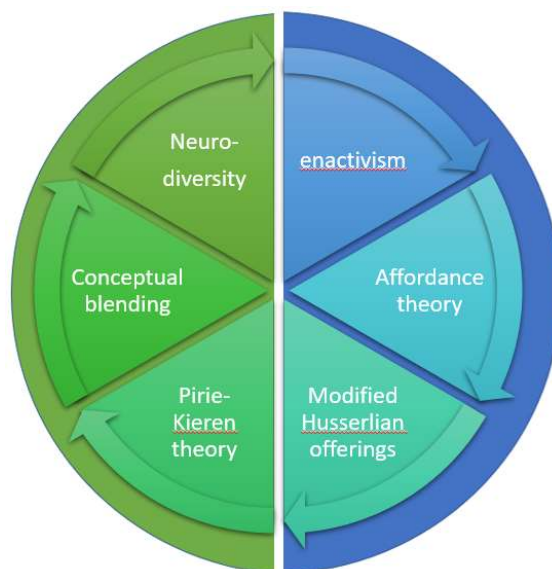 Neuro-
diversity
enactivism
Conceptual
blending
Affordance
theory
Pirie-
Kieren
theory
Modified
Husserlian
offerings